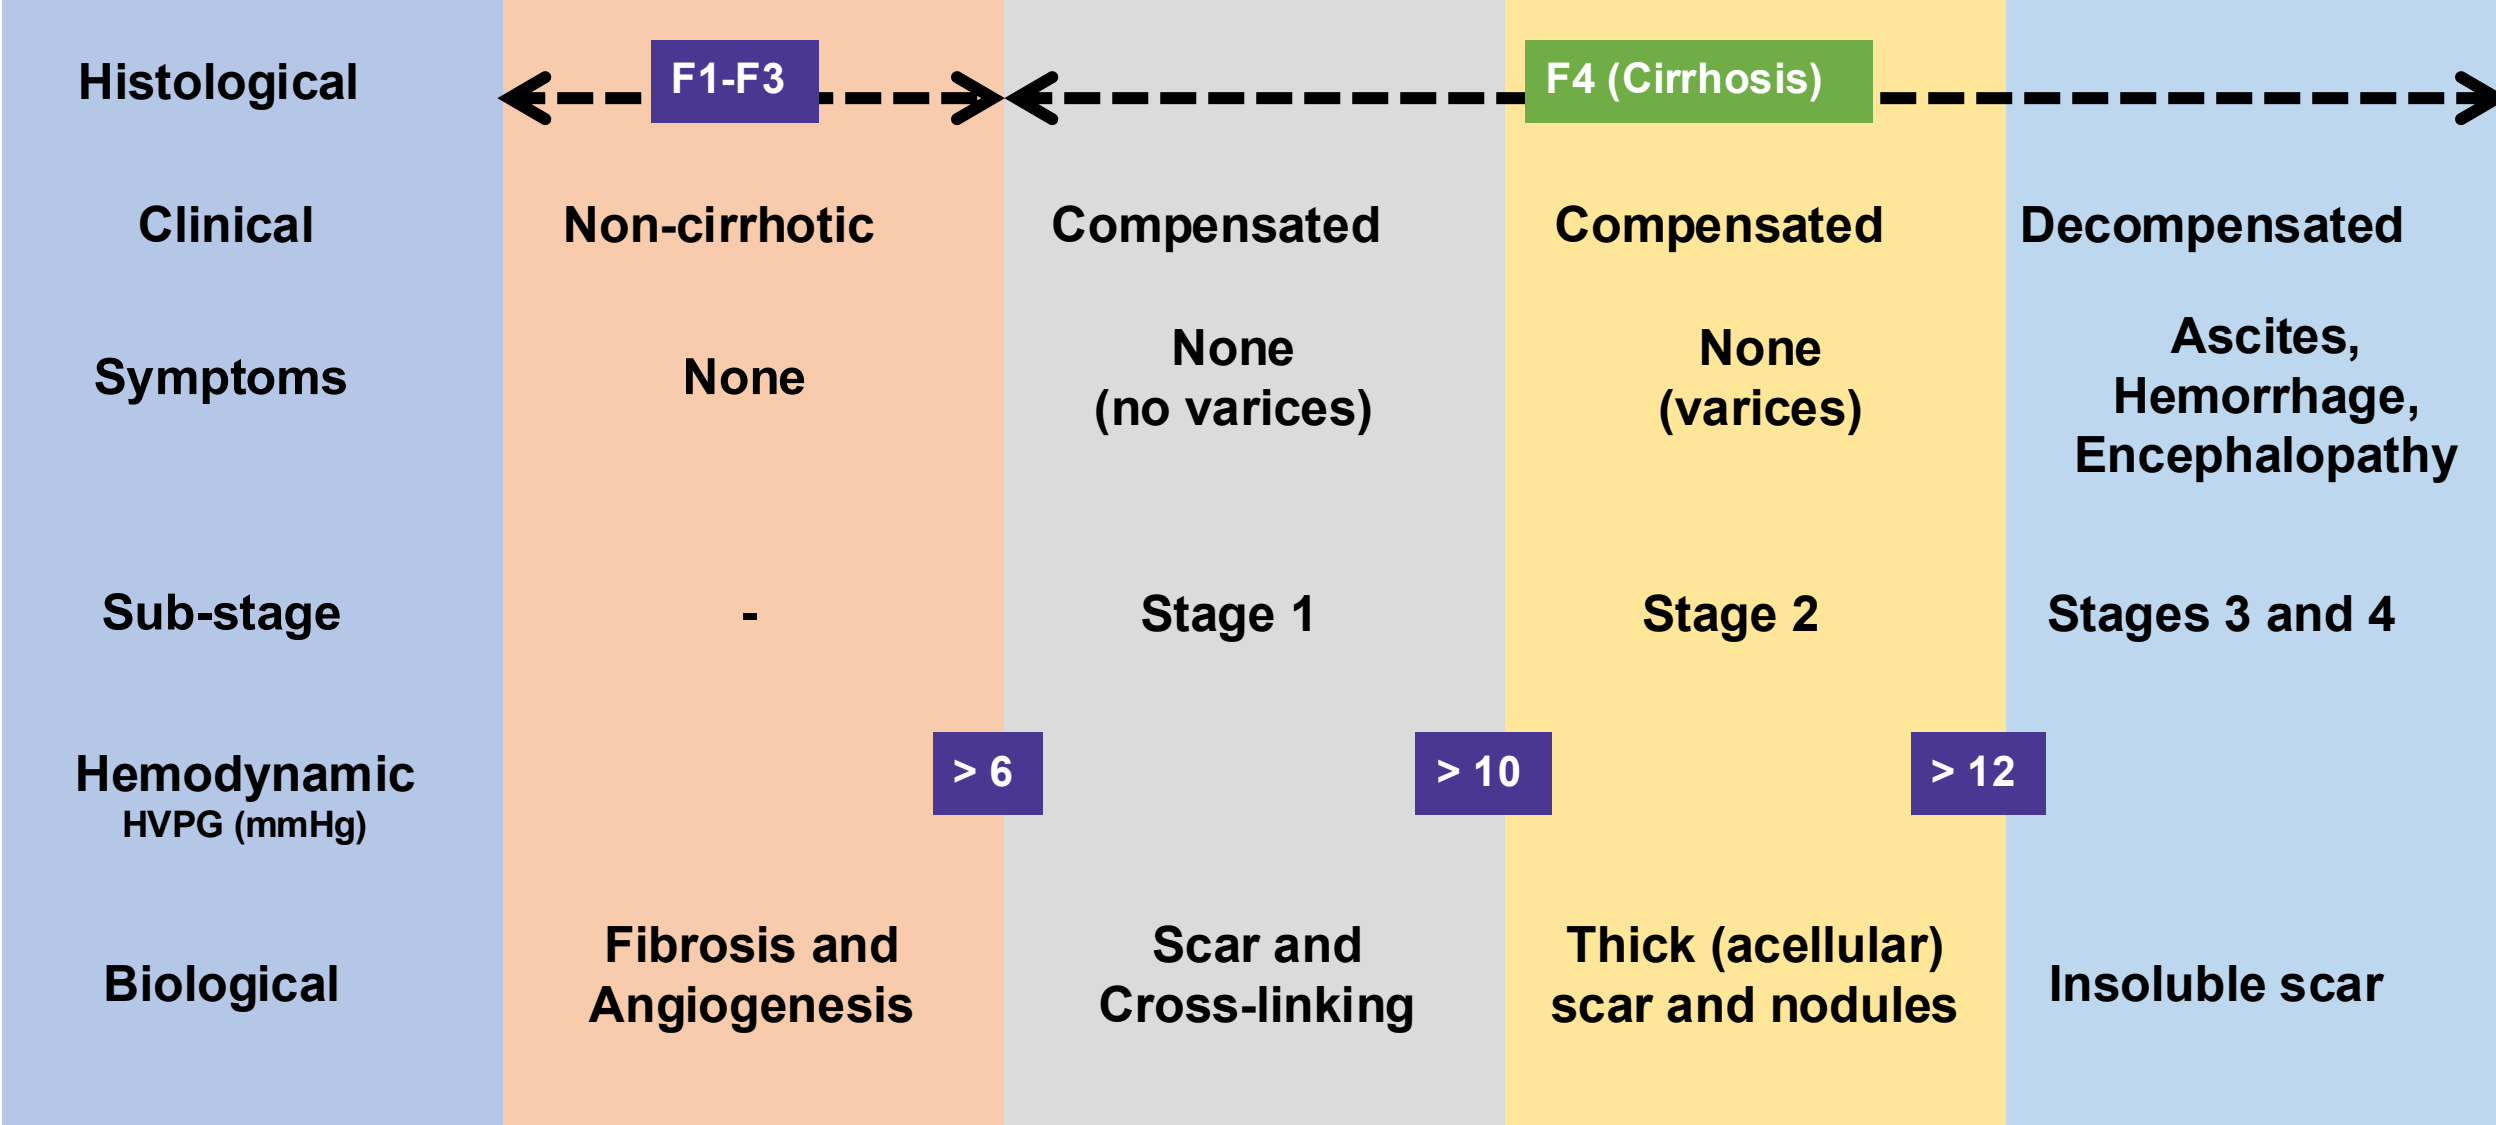 Histological
F1-F3
F4 (Cirrhosis)
Clinical
Non-cirrhotic
Compensated
Compensated
Decompensated
Symptoms
None
None
(no varices)
None
(varices)
Ascites,
Hemorrhage,
Encephalopathy
Sub-stage
-
Stage 1
Stage 2
Stages 3 and 4
Hemodynamic
HVPG (mmHg)
> 6
> 10
> 12
Biological
Fibrosis and
Angiogenesis
Scar and
Cross-linking
Thick (acellular)
scar and nodules
Insoluble scar